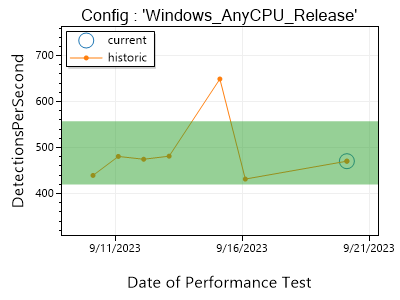 Config : 'Windows_AnyCPU_Release'
current
historic
DetectionsPerSecond
700
600
500
400
9/11/2023
9/16/2023
9/21/2023
Date of Performance Test